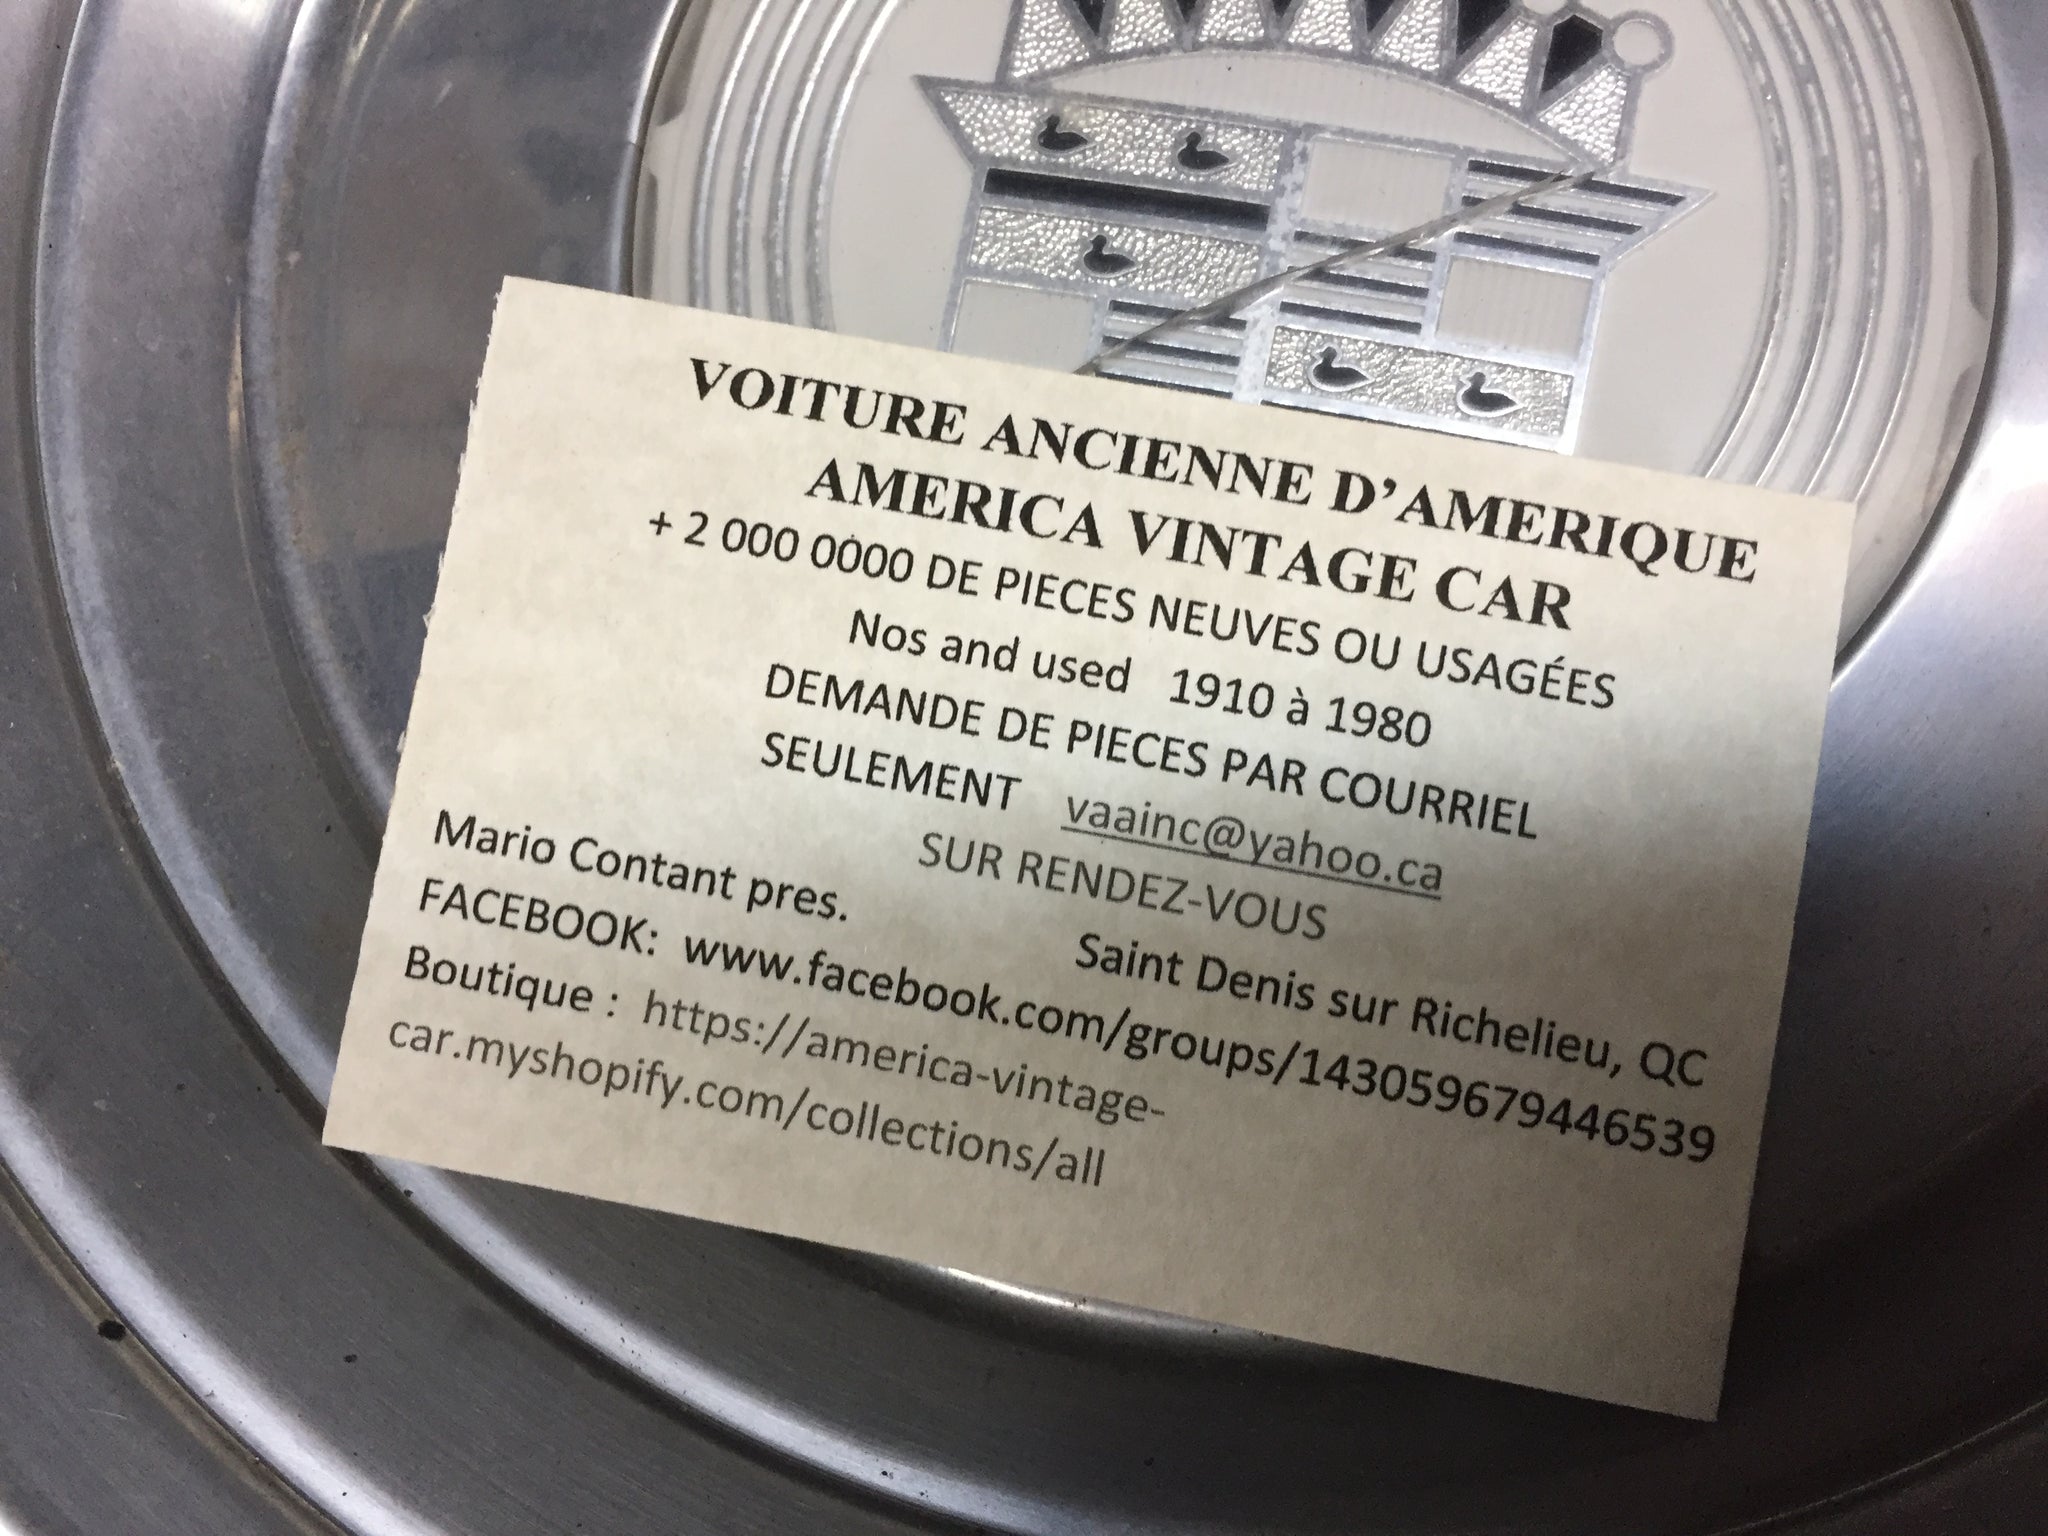 VOITURE ANCIENNE D'AMERIQUE
AMERICA VINTAGE CAR
+ 2 000 0000 DE PIECES NEUVES OU USAGÉES
Nos and used 1910 à 1980
DEMANDE DE PIECES PAR COURRIEL
SEULEMENT vaainc@yahoo.ca
SUR RENDEZ-VOUS
Mario Contant pres. Saint Denis sur Richelieu, QC
FACEBOOK: www.facebook.com/groups/143059679446539
Boutique : https://america-vintage-
car.myshopify.com/collections/all